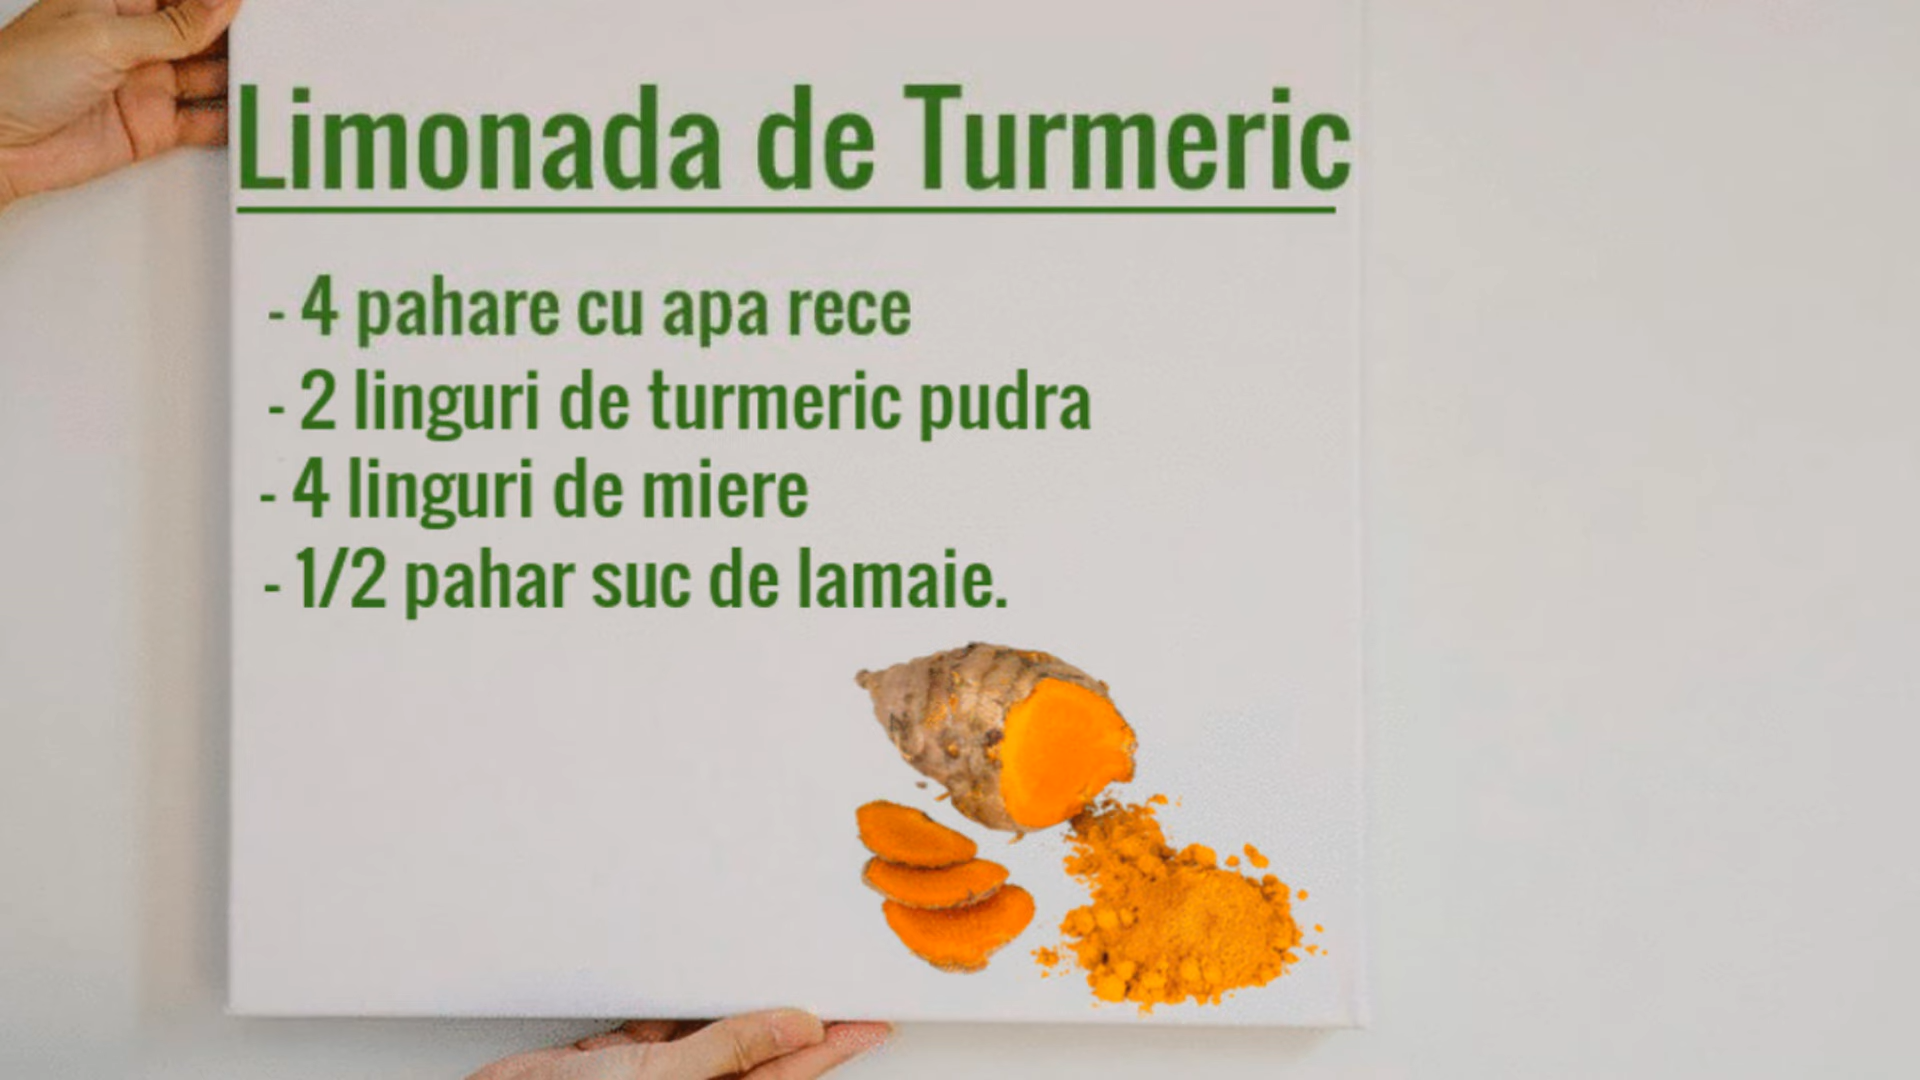 Limonada de Turmeric
- 4 pahare cu apa rece
- 2 linguri de turmeric pudra
- 4 linguri de miere
- 1/2 pahar suc de lamaie.